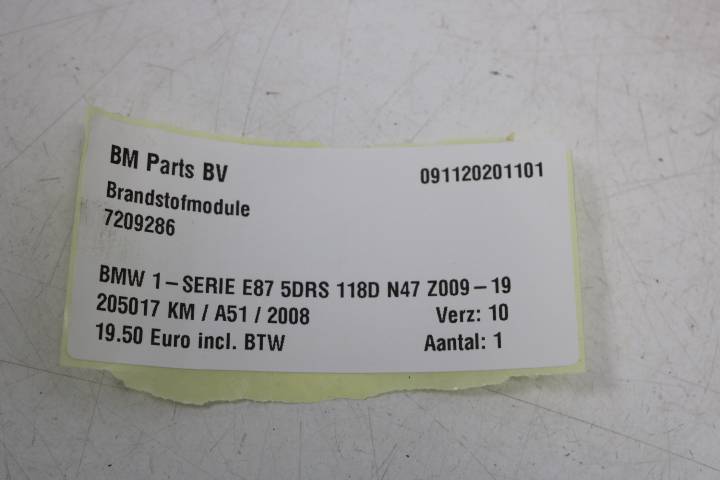 BM Parts BV 091120201101
Brandstofmodule
7209286
BMW 1-SERIE E87 5DRS 118D N47 Z009-19
205017 KM / A51 / 2008 Verz: 10
19.50 Euro incl. BTW Aantal: 1